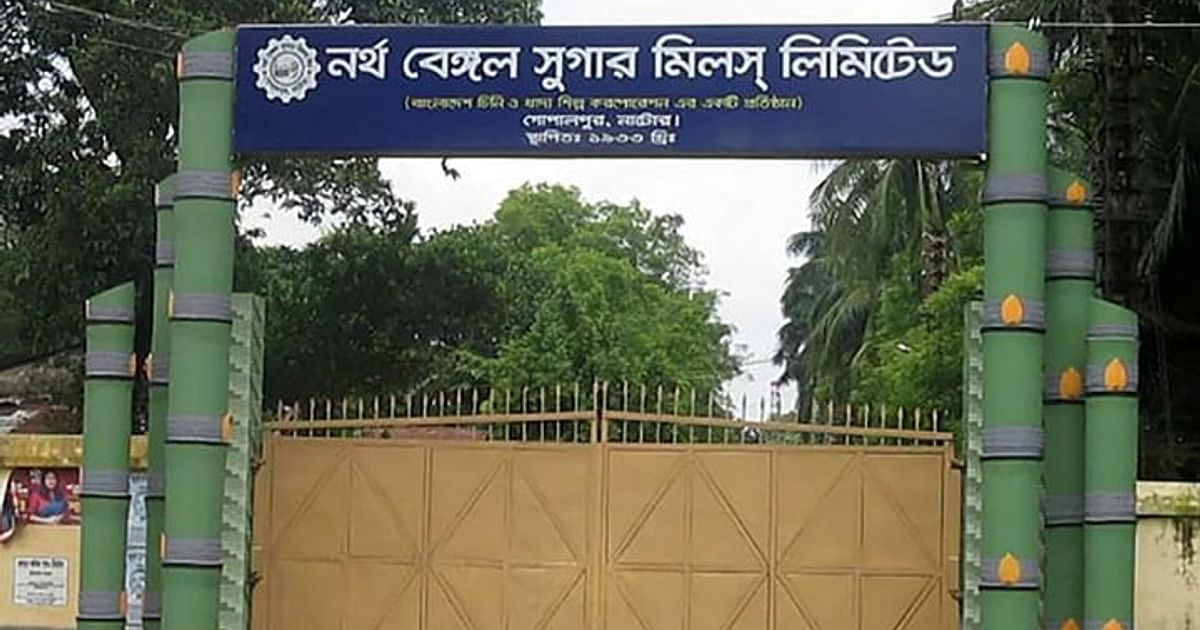 নর্থ বেঙ্গল সুগার মিলস্ লিমিটেড
(বাংলাদেশ চিনি ও খাদ্য শিল্প করপোরেশন এর একটি প্রতিষ্ঠান)
গোপালপুর, নাটোর।
স্থাপিতঃ ১৯৩৩ খ্রিঃ